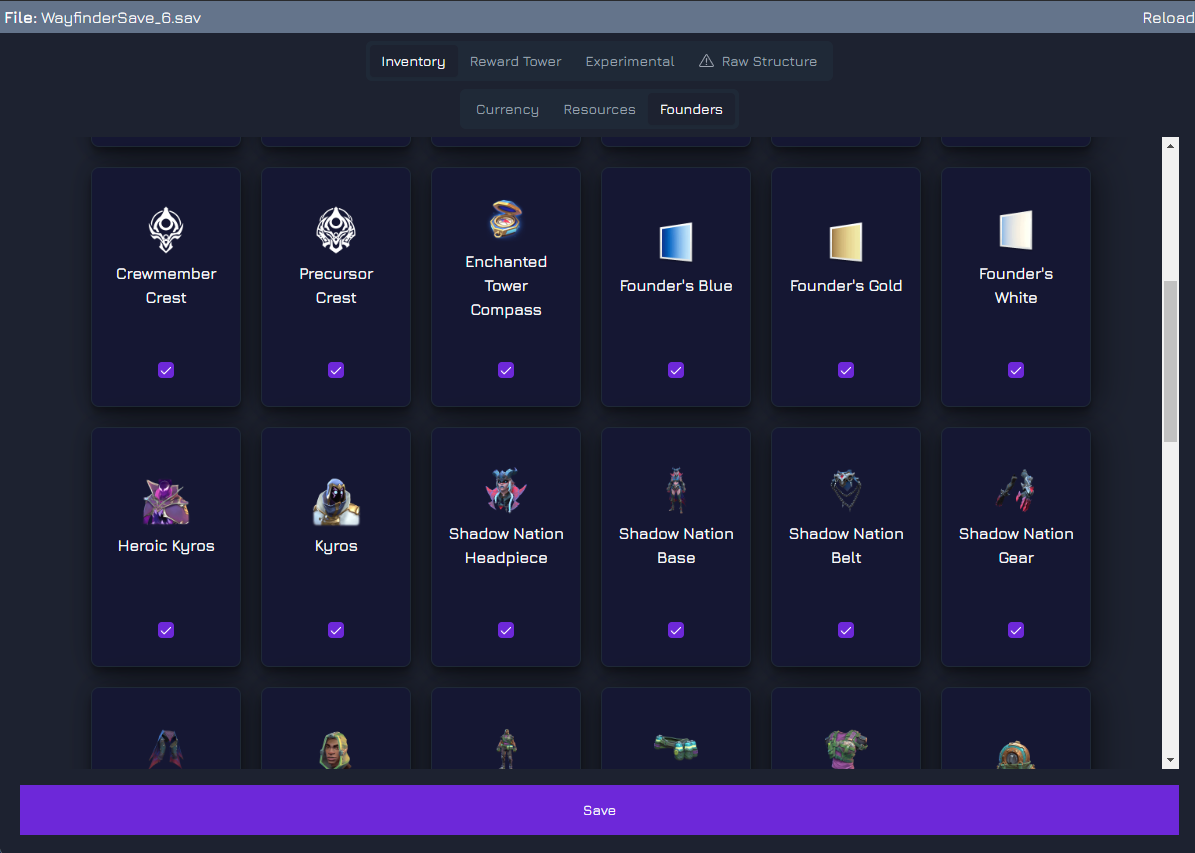 File: WayfinderSave_6.sav
Reload
Inventory
Reward Tower
Experimental
Raw Structure
Currency
Resources
Founders
Crewmember
Crest
Precursor
Crest
Enchanted
Tower
Compass
Founder's Blue
Founder's Gold
Founder's
White
Heroic Kyros
Kyros
Shadow Nation
Headpiece
Shadow Nation
Base
Shadow Nation
Belt
Shadow Nation
Gear
Save